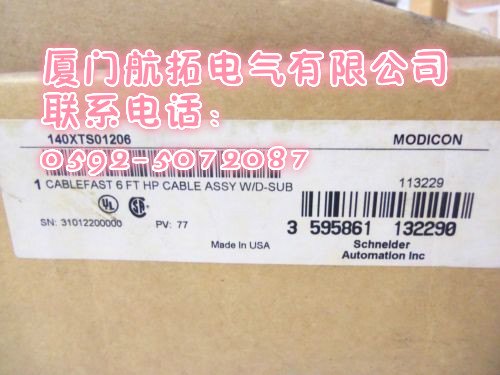 厦门航拓电气有限公司
联系电话:
140XTS01206 MODICON
0592-5072087
1 CABLEFAST 6 FT HP CABLE ASSY W/D-SUB
113229
UL SA
SN: 31012200000 PV: 77
Made In USA
3 595861 132290
Schneider
Automation Inc